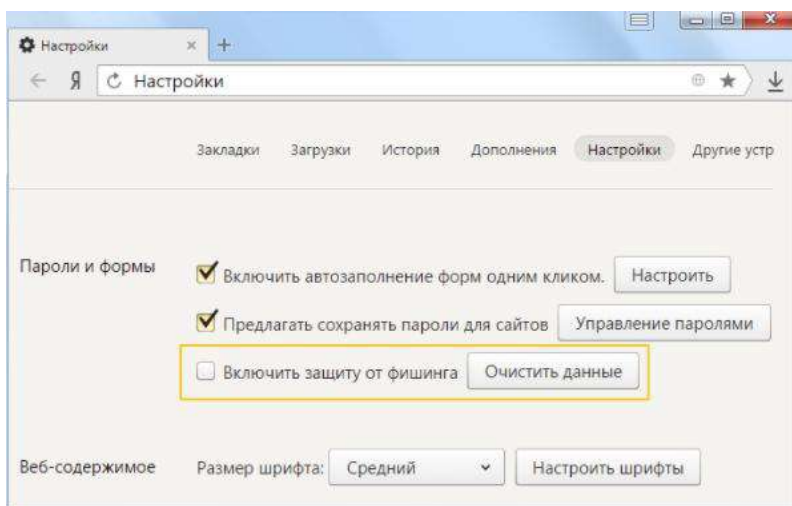 Настройки
Я Настройки
Закладки Загрузки История Дополнения Настройки Другие устр
Пароли и формы
Включить автозаполнение форм одним кликом. Настроить
Предлагать сохранять пароли для сайтов Управление паролями
Включить защиту от фишинга Очистить данные
Веб-содержимое Размер шрифта: Средний Настроить шрифты